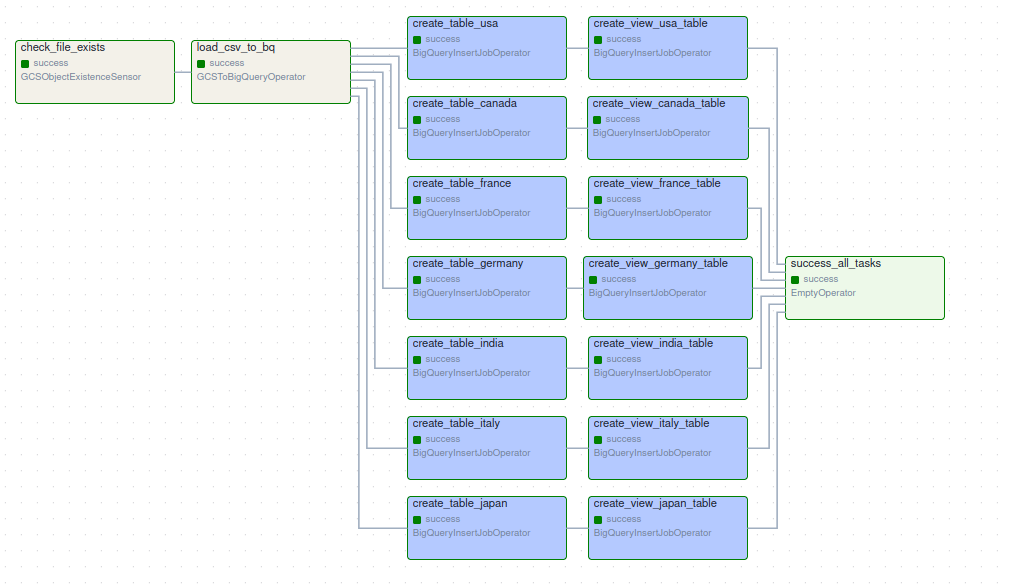 check_file_exists
success
GCSObjectExistenceSensor
load_csv_to_bq
success
GCSToBigQueryOperator
create_table_usa
success
BigQueryInsertJobOperator
create_view_usa_table
success
BigQueryInsertJobOperator
create_table_canada
success
BigQueryInsertJobOperator
create_view_canada_table
success
BigQueryInsertJobOperator
create_table_france
success
BigQueryInsertJobOperator
create_view_france_table
success
BigQueryInsertJobOperator
create_table_germany
success
BigQueryInsertJobOperator
create_view_germany_table
success
BigQueryInsertJobOperator
create_table_india
success
BigQueryInsertJobOperator
create_view_india_table
success
BigQueryInsertJobOperator
create_table_italy
success
BigQueryInsertJobOperator
create_view_italy_table
success
BigQueryInsertJobOperator
create_table_japan
success
BigQueryInsertJobOperator
create_view_japan_table
success
BigQueryInsertJobOperator
success_all_tasks
success
EmptyOperator